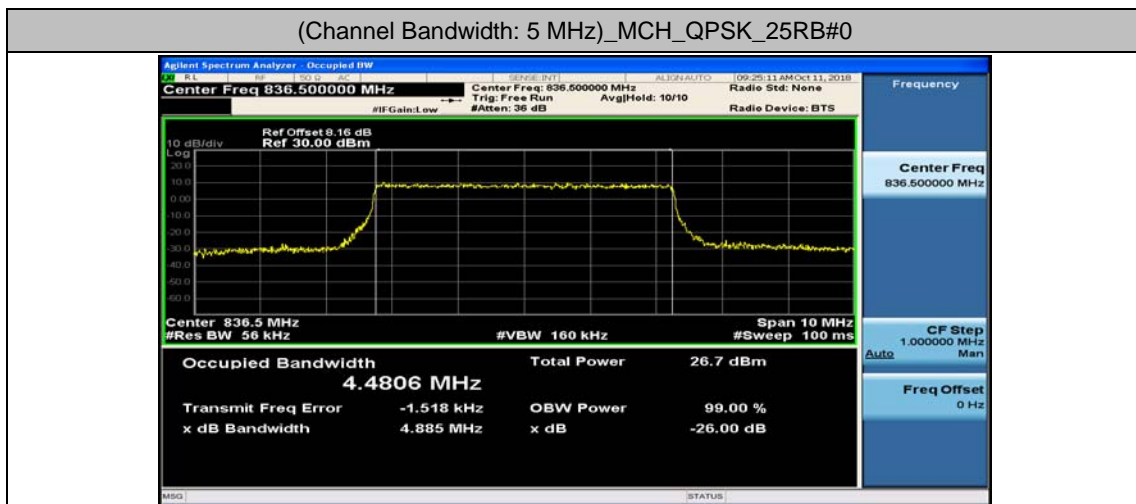 (Channel Bandwidth: 5 MHz)_MCH_QPSK_25RB#0
Agilent Spectrum Analyzer - Occupied BW
RL RF 50 Ω AC SENSE:INT ALIGN AUTO 09:25:11 AM Oct 11, 2018
Center Freq 836.500000 MHz
Center Freq: 836.500000 MHz Radio Std: None
Trig: Free Run Avg|Hold: 10/10
#IFGain:Low #Atten: 36 dB Radio Device: BTS
Ref Offset 8.16 dB
10 dB/div Ref 30.00 dBm
Log
20.0
10.0
0.00
-10.0
-20.0
-30.0
-40.0
-50.0
-60.0
Center 836.5 MHz Span 10 MHz
#Res BW 56 kHz #VBW 160 kHz #Sweep 100 ms
Occupied Bandwidth Total Power 26.7 dBm
4.4806 MHz
Transmit Freq Error -1.518 kHz OBW Power 99.00 %
x dB Bandwidth 4.885 MHz x dB -26.00 dB
MSG STATUS
Frequency
Center Freq
836.500000 MHz
CF Step
1.000000 MHz
Auto Man
Freq Offset
0 Hz